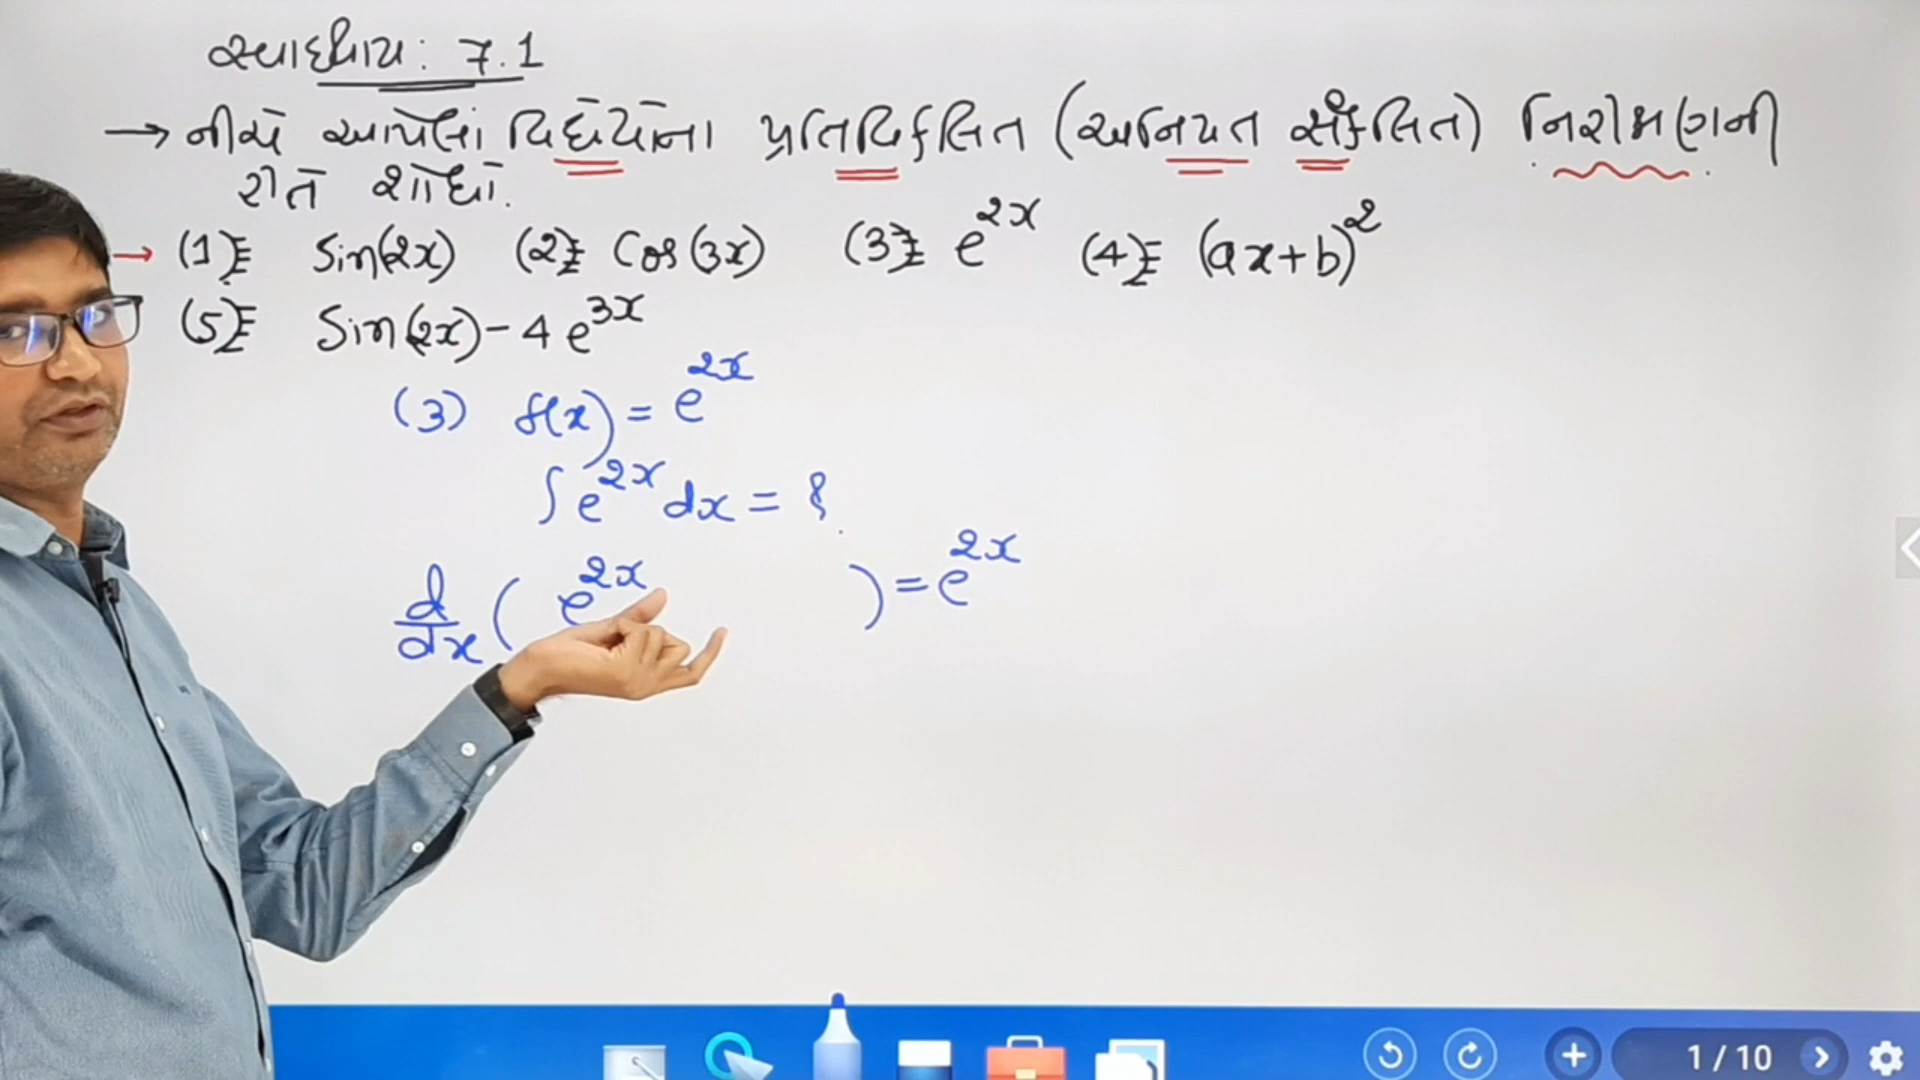 સ્વાધ્યાય: 7.1
→ નીચે આપેલાં વિધેયોના પ્રતિવિકલિત (અનિયત સંકલિત) નિરીક્ષણની
રીતે શોધો.
→ (1) sin(2x) (2) cos(3x) (3) e^2x (4) (ax+b)^2
(5) sin(2x) - 4e^3x
(3) f(x) = e^2x
∫e^2x dx = ?
d/dx ( e^2x ) = e^2x
1 / 10